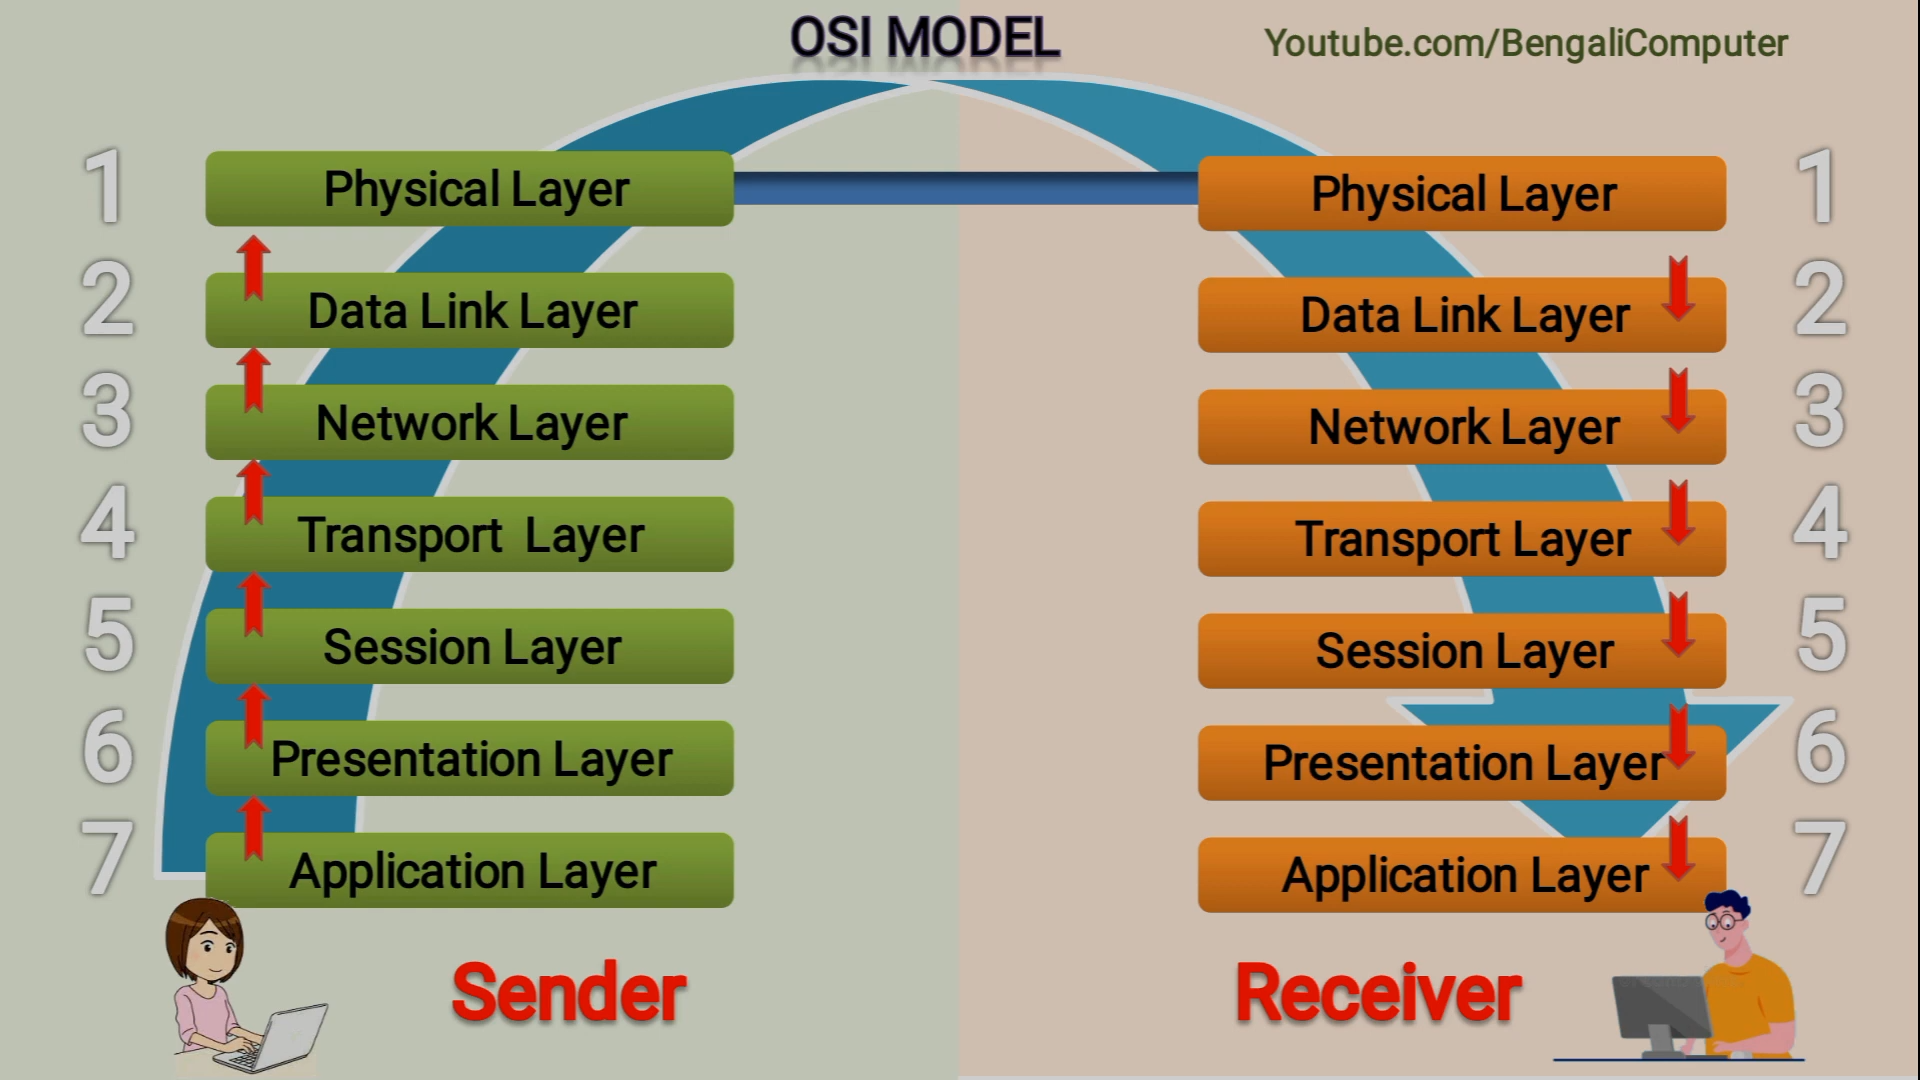 OSI MODEL
Youtube.com/BengaliComputer
1
Physical Layer
2
Data Link Layer
3
Network Layer
4
Transport Layer
5
Session Layer
6
Presentation Layer
7
Application Layer
Sender
Physical Layer
1
Data Link Layer
2
Network Layer
3
Transport Layer
4
Session Layer
5
Presentation Layer
6
Application Layer
7
Receiver